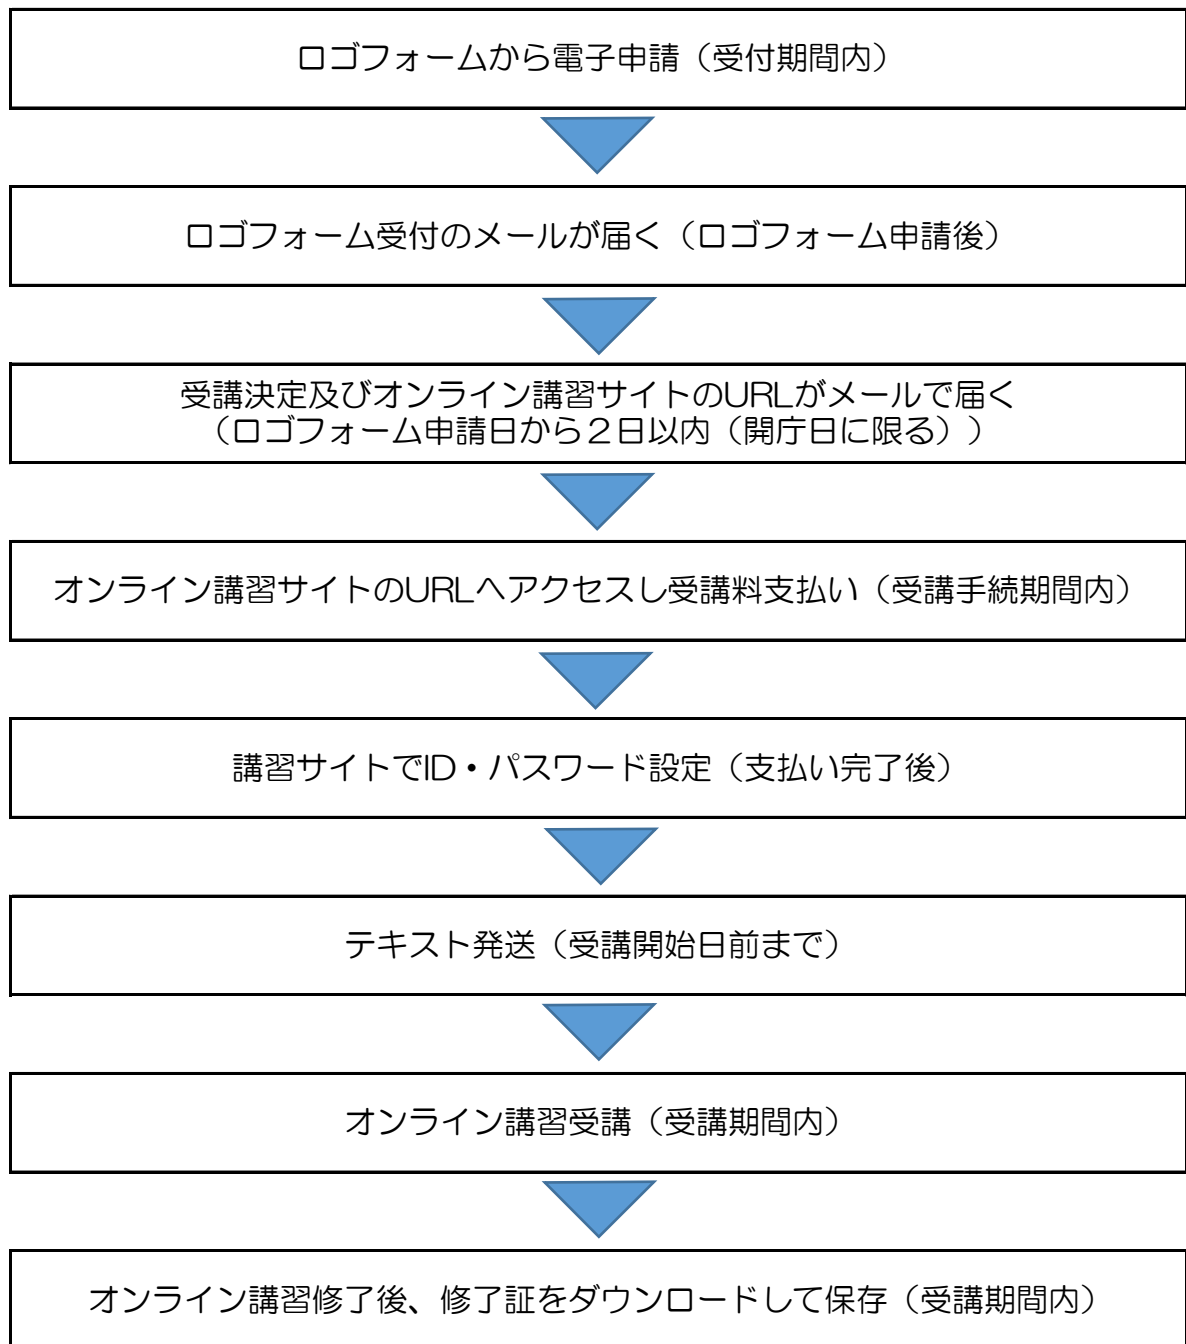 ロゴフォームから電子申請（受付期間内）
ロゴフォーム受付のメールが届く（ロゴフォーム申請後）
受講決定及びオンライン講習サイトのURLがメールで届く
（ロゴフォーム申請日から２日以内（開庁日に限る））
オンライン講習サイトのURLへアクセスし受講料支払い（受講手続期間内）
講習サイトでID・パスワード設定（支払い完了後）
テキスト発送（受講開始日前まで）
オンライン講習受講（受講期間内）
オンライン講習修了後、修了証をダウンロードして保存（受講期間内）